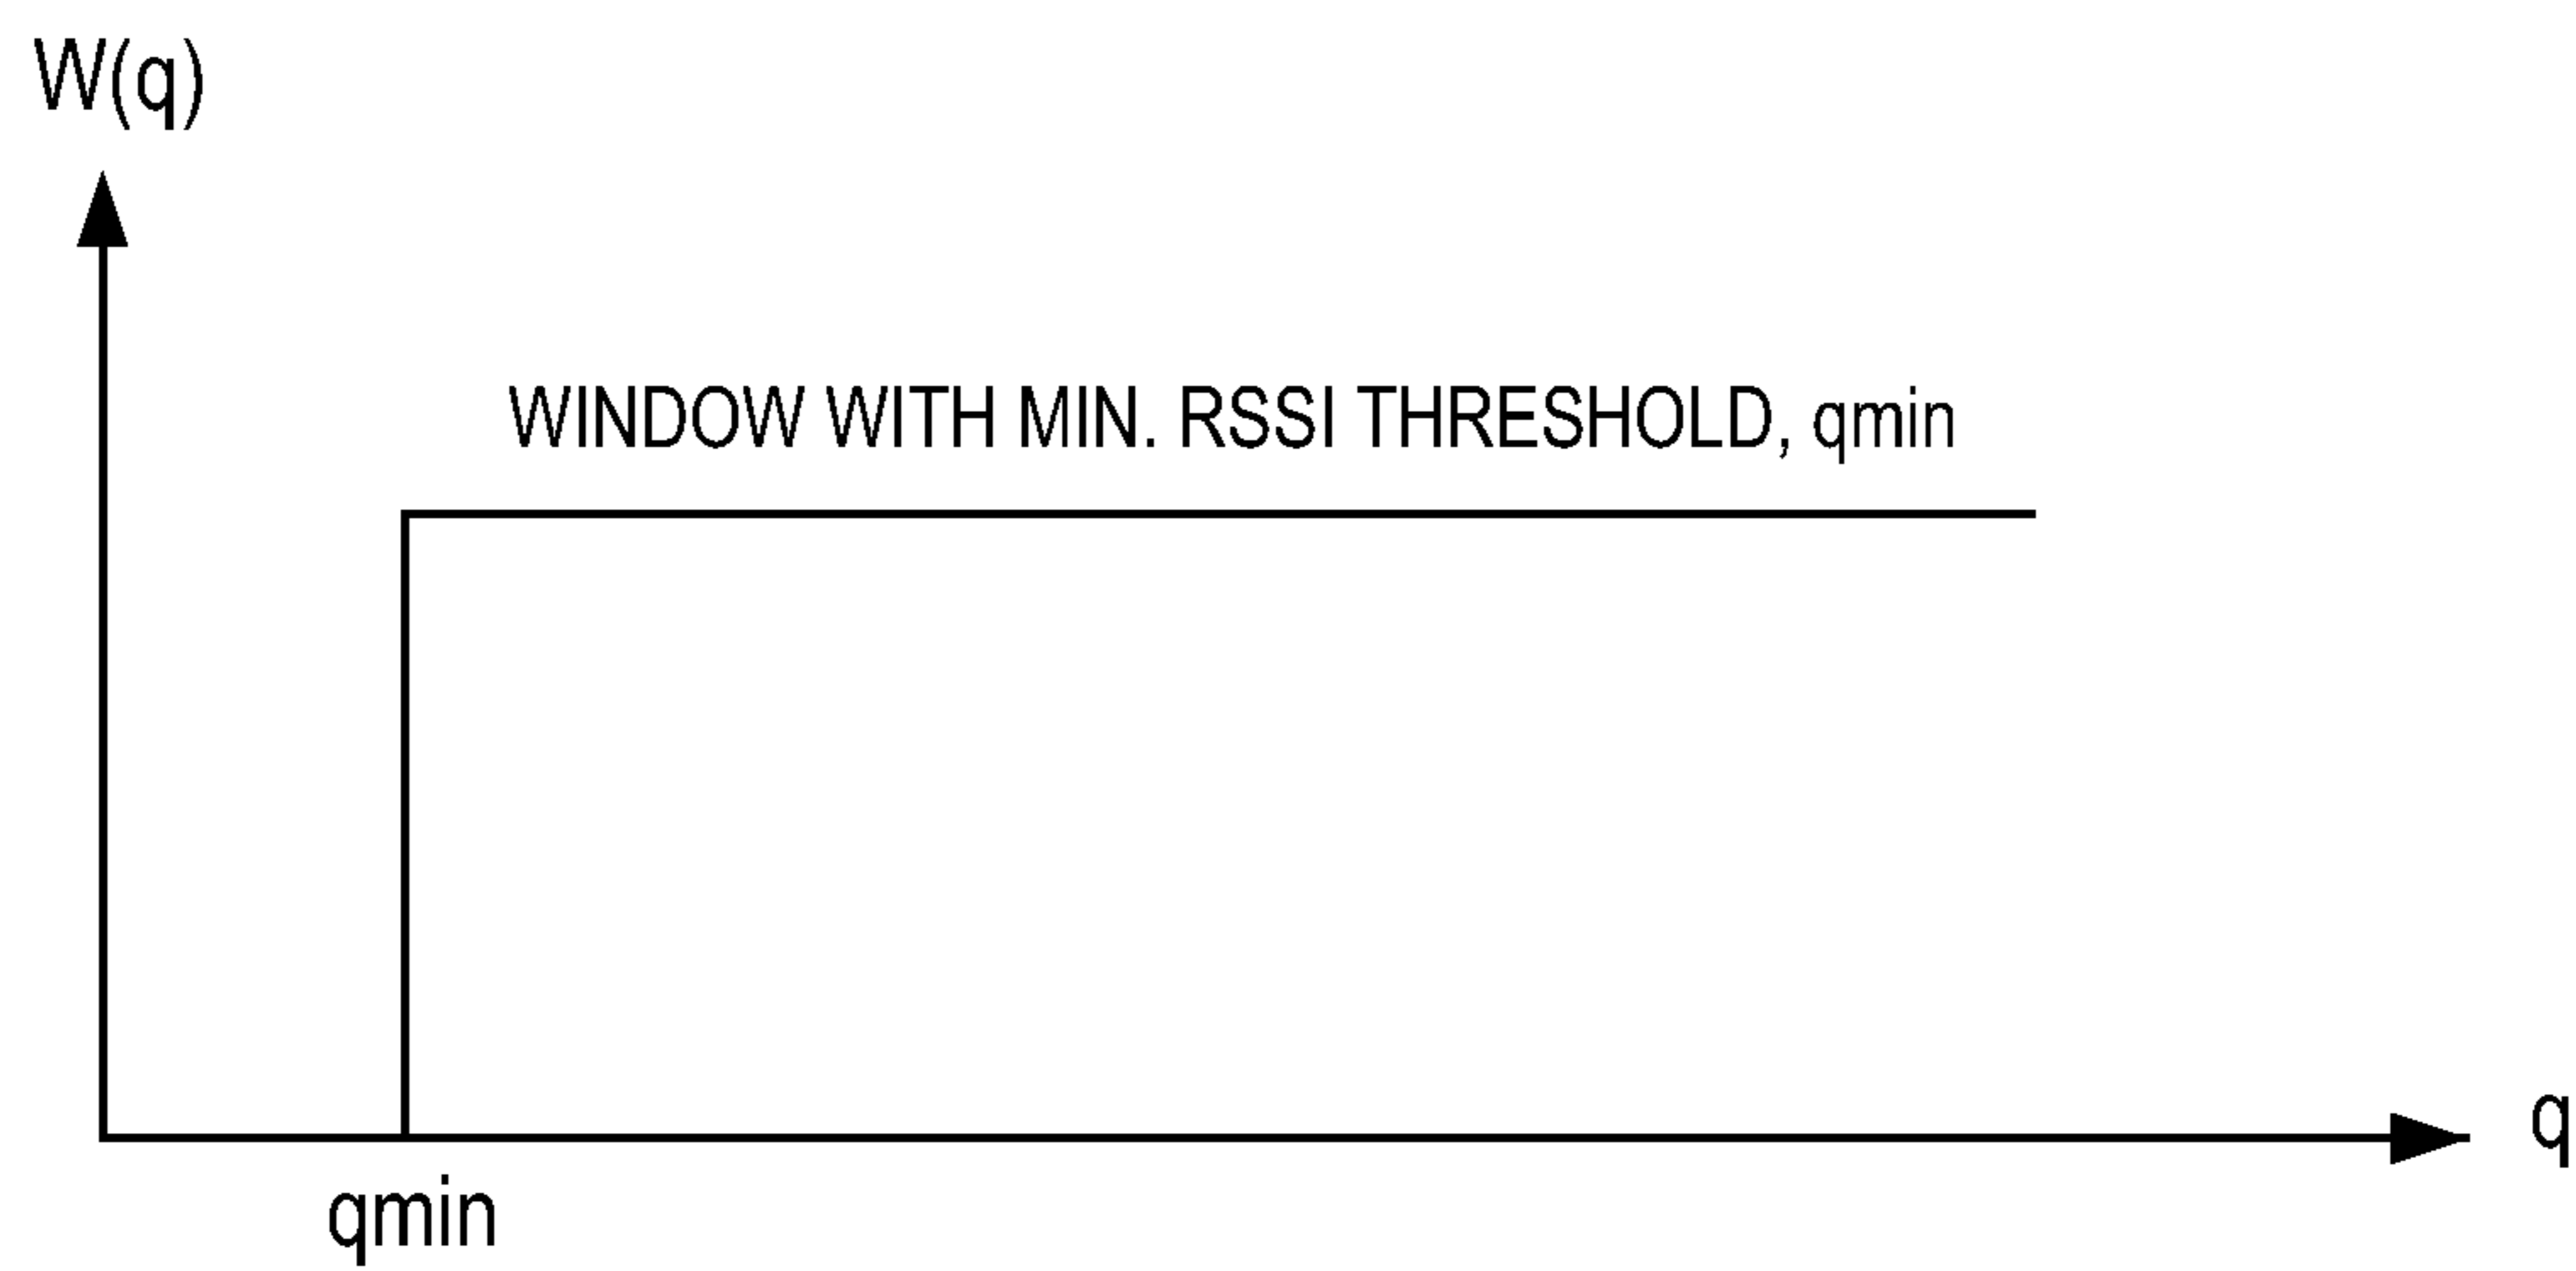 W(q)
WINDOW WITH MIN. RSSI THRESHOLD, qmin
q
qmin